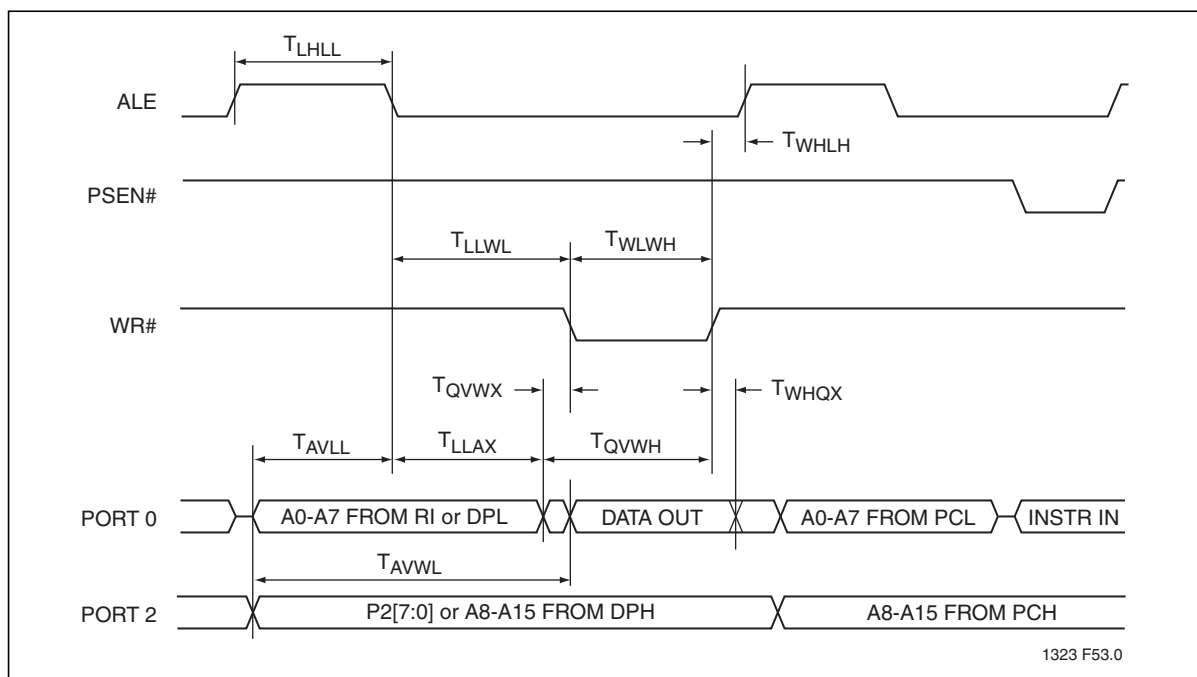 TLHLL
ALE
TWHLH
PSEN#
TLLWL
TWLWH
WR#
TQVWX
TWHQX
TAVLL
TLLAX
TQVWH
PORT 0
A0-A7 FROM RI or DPL
DATA OUT
A0-A7 FROM PCL
INSTR IN
TAVWL
PORT 2
P2[7:0] or A8-A15 FROM DPH
A8-A15 FROM PCH
1323 F53.0